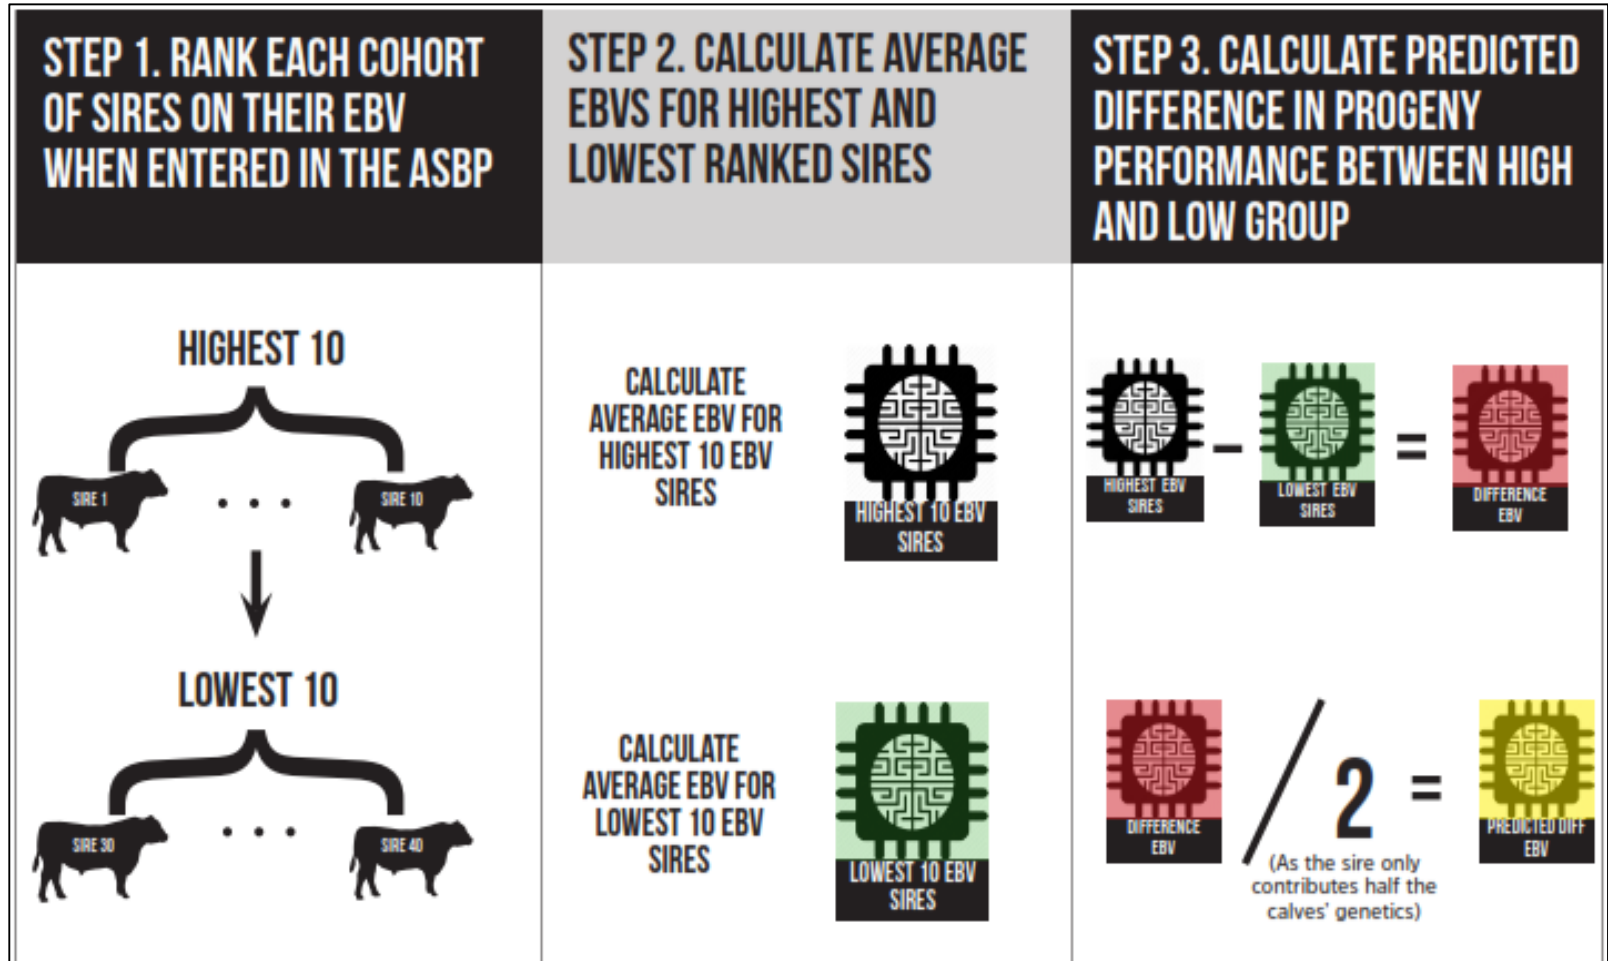 STEP 1. RANK EACH COHORT
OF SIRES ON THEIR EBV
WHEN ENTERED IN THE ASBP
HIGHEST 10
SIRE 1
. . .
SIRE 10
LOWEST 10
SIRE 30
. . .
SIRE 40
STEP 2. CALCULATE AVERAGE
EBVS FOR HIGHEST AND
LOWEST RANKED SIRES
CALCULATE
AVERAGE EBV FOR
HIGHEST 10 EBV
SIRES
HIGHEST 10 EBV
SIRES
CALCULATE
AVERAGE EBV FOR
LOWEST 10 EBV
SIRES
LOWEST 10 EBV
SIRES
STEP 3. CALCULATE PREDICTED
DIFFERENCE IN PROGENY
PERFORMANCE BETWEEN HIGH
AND LOW GROUP
HIGHEST EBV
SIRES
–
LOWEST EBV
SIRES
=
DIFFERENCE
EBV
DIFFERENCE
EBV
/ 2 =
(As the sire only
contributes half the
calves' genetics)
PREDICTED DIFF
EBV